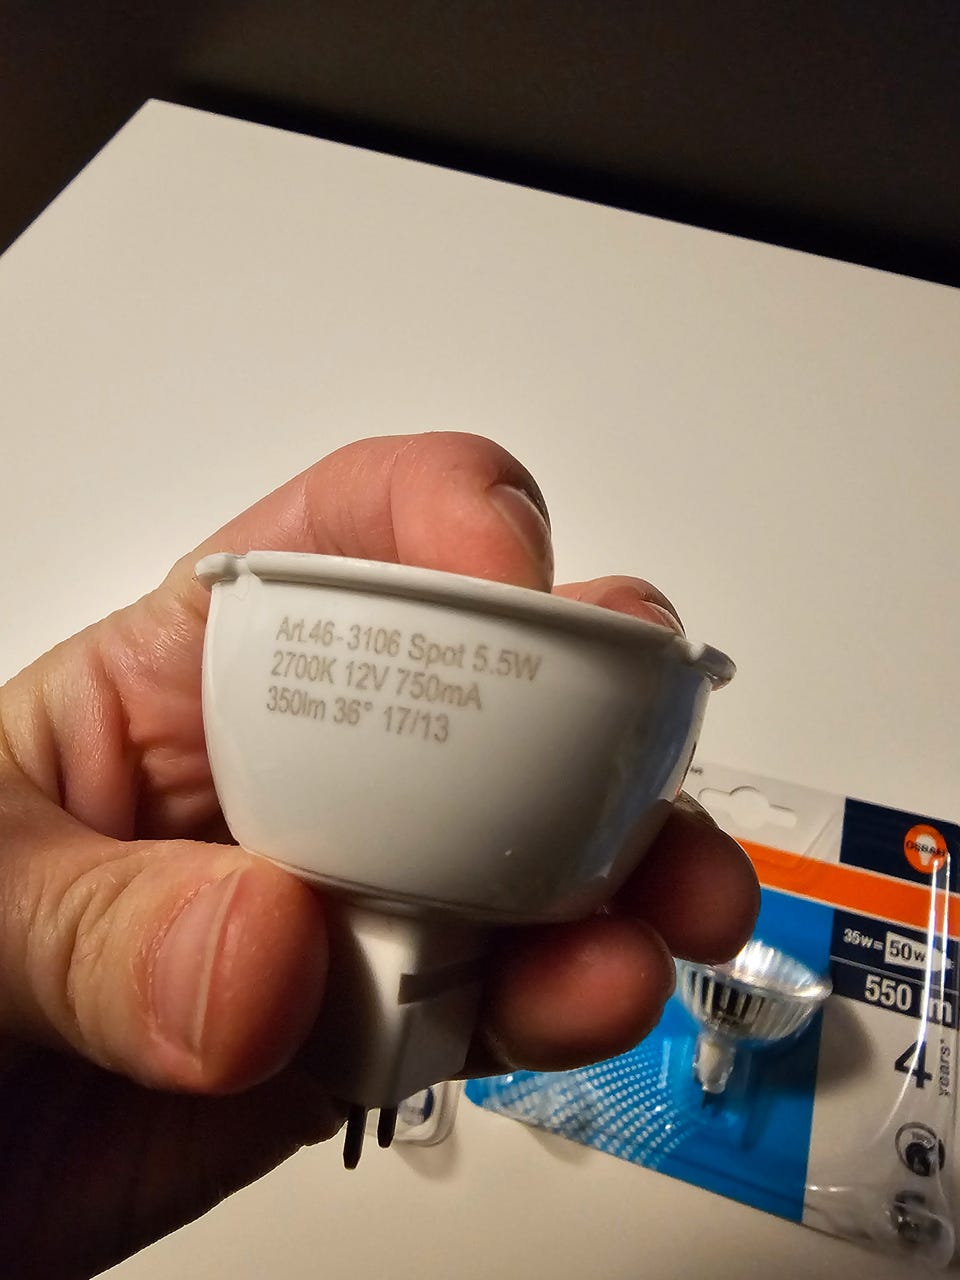 Art.46-3106 Spot 5.5W
2700K 12V 750mA
350lm 36° 17/13
OSRAM
35w= 50w
550 lm
4 years*